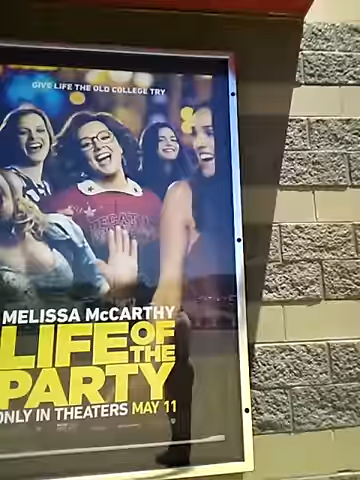 GIVE LIFE THE OLD COLLEGE TRY
MELISSA McCARTHY
LIFE OF
THE
PARTY
ONLY IN THEATERS MAY 11